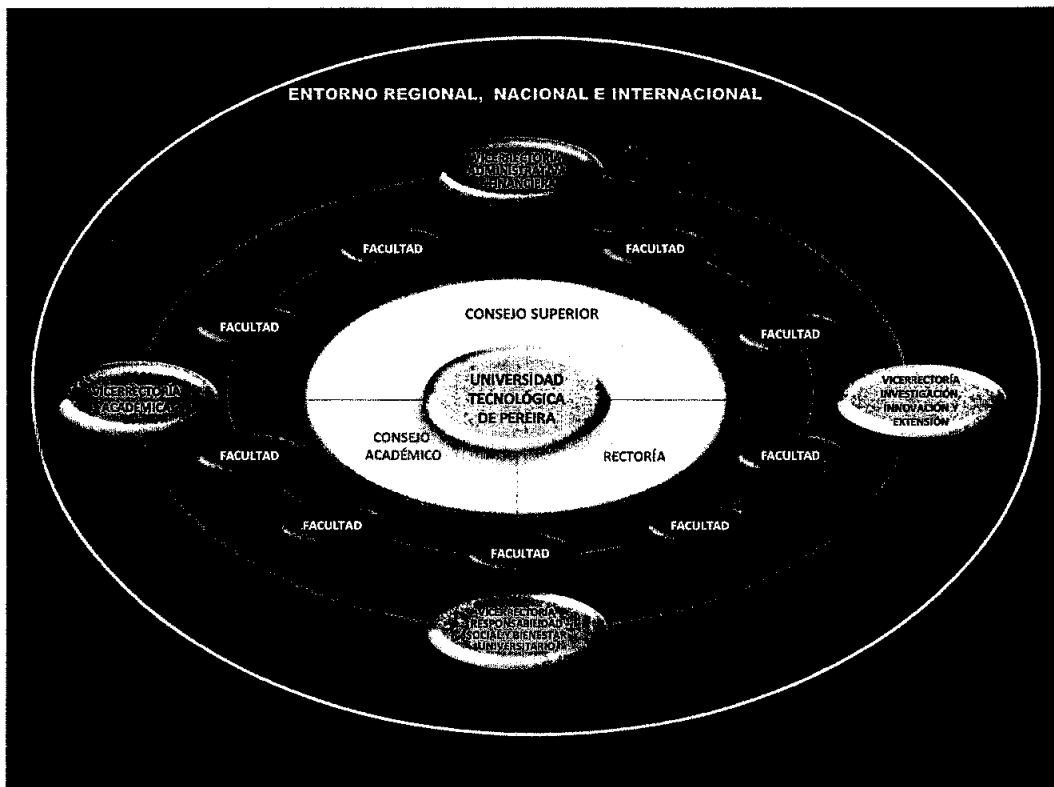 ENTORNO REGIONAL, NACIONAL E INTERNACIONAL
VICERRECTORÍA
ADMINISTRATIVA
FINANCIERA
FACULTAD
FACULTAD
CONSEJO SUPERIOR
FACULTAD
FACULTAD
UNIVERSIDAD
TECNOLÓGICA
DE PEREIRA
VICERRECTORÍA
ACADÉMICA
VICERRECTORÍA
INVESTIGACIÓN,
INNOVACIÓN Y
EXTENSIÓN
CONSEJO
ACADÉMICO
RECTORÍA
FACULTAD
FACULTAD
FACULTAD
FACULTAD
FACULTAD
VICERRECTORÍA
RESPONSABILIDAD
SOCIAL Y BIENESTAR
UNIVERSITARIO